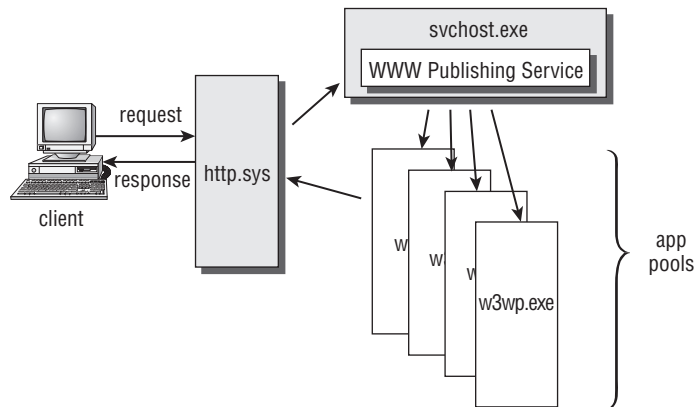 svchost.exe
WWW Publishing Service
request
http.sys
response
client
w3wp.exe
app
pools